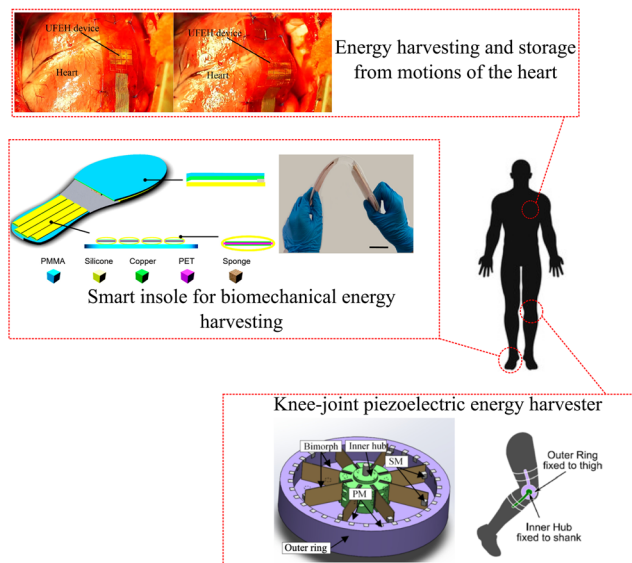 UFEH device
Heart
UFEH device
Heart
Energy harvesting and storage
from motions of the heart
PMMA
Silicone
Copper
PET
Sponge
Smart insole for biomechanical energy
harvesting
Knee-joint piezoelectric energy harvester
Bimorph
Inner hub
SM
PM
Outer ring
Outer Ring
fixed to thigh
Inner Hub
fixed to shank